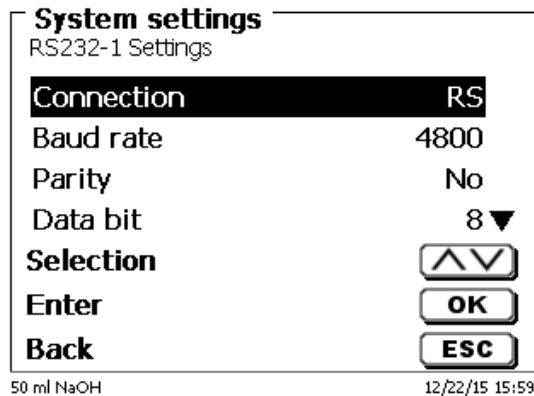 System settings
RS232-1 Settings
Connection RS
Baud rate 4800
Parity No
Data bit 8
Selection
Enter OK
Back ESC
50 ml NaOH 12/22/15 15:59